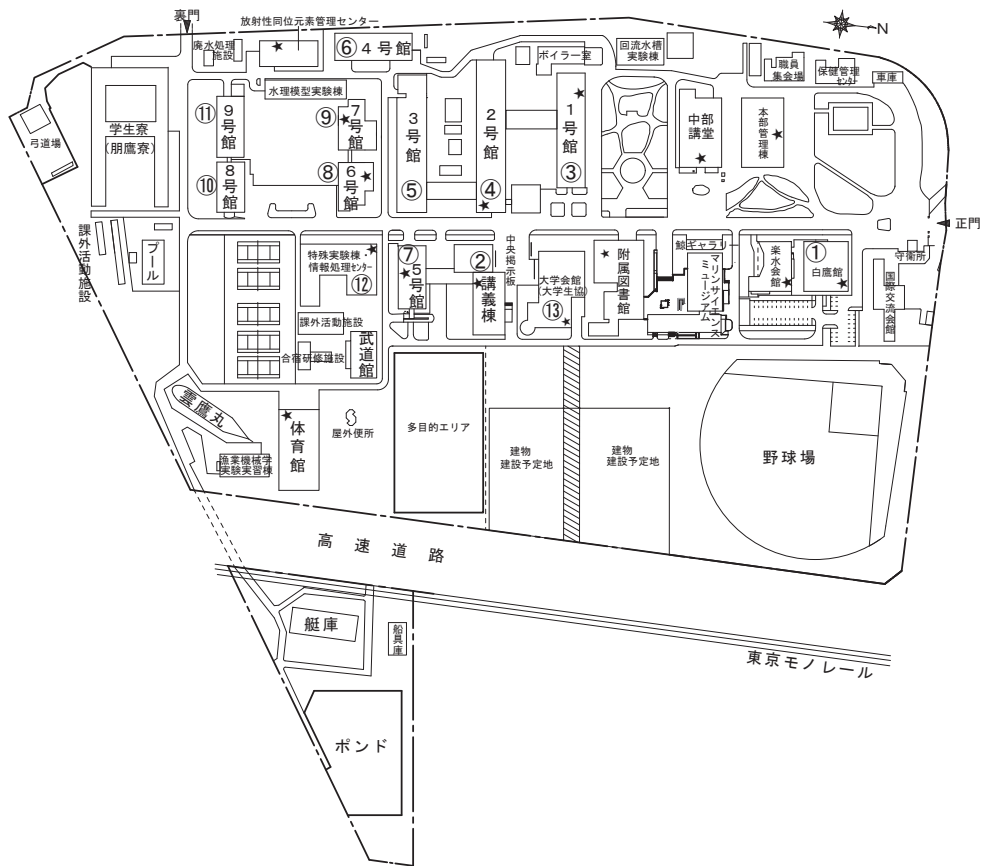 裏門
放射性同位元素管理センター
廃水処理
施設
⑥
4号館
ボイラー室
回流水槽
実験棟
N
職員
集会場
保健管理
センター
車庫
水理模型実験棟
弓道場
学生寮
(朋鷹寮)
⑪
9号館
⑨
7号館
3号館
2号館
1号館
中部
講堂
本部
管理棟
⑩
8号館
⑧
6号館
⑤
④
③
正門
課外活動施設
プール
特殊実験棟・
情報処理センター
⑫
⑦
5号館
②
講義棟
中央掲示板
大学会館
(大学生協)
⑬
附属図書館
鯨ギャラリー
マリンサイエンス
ミュージアム
楽水会館
①
白鷹館
守衛所
国際交流会館
課外活動施設
合宿研修施設
武道館
雲鷹丸
漁業機械学
実験実習棟
体育館
屋外便所
多目的エリア
建物
建設予定地
建物
建設予定地
野球場
高速道路
艇庫
船具庫
東京モノレール
ポンド